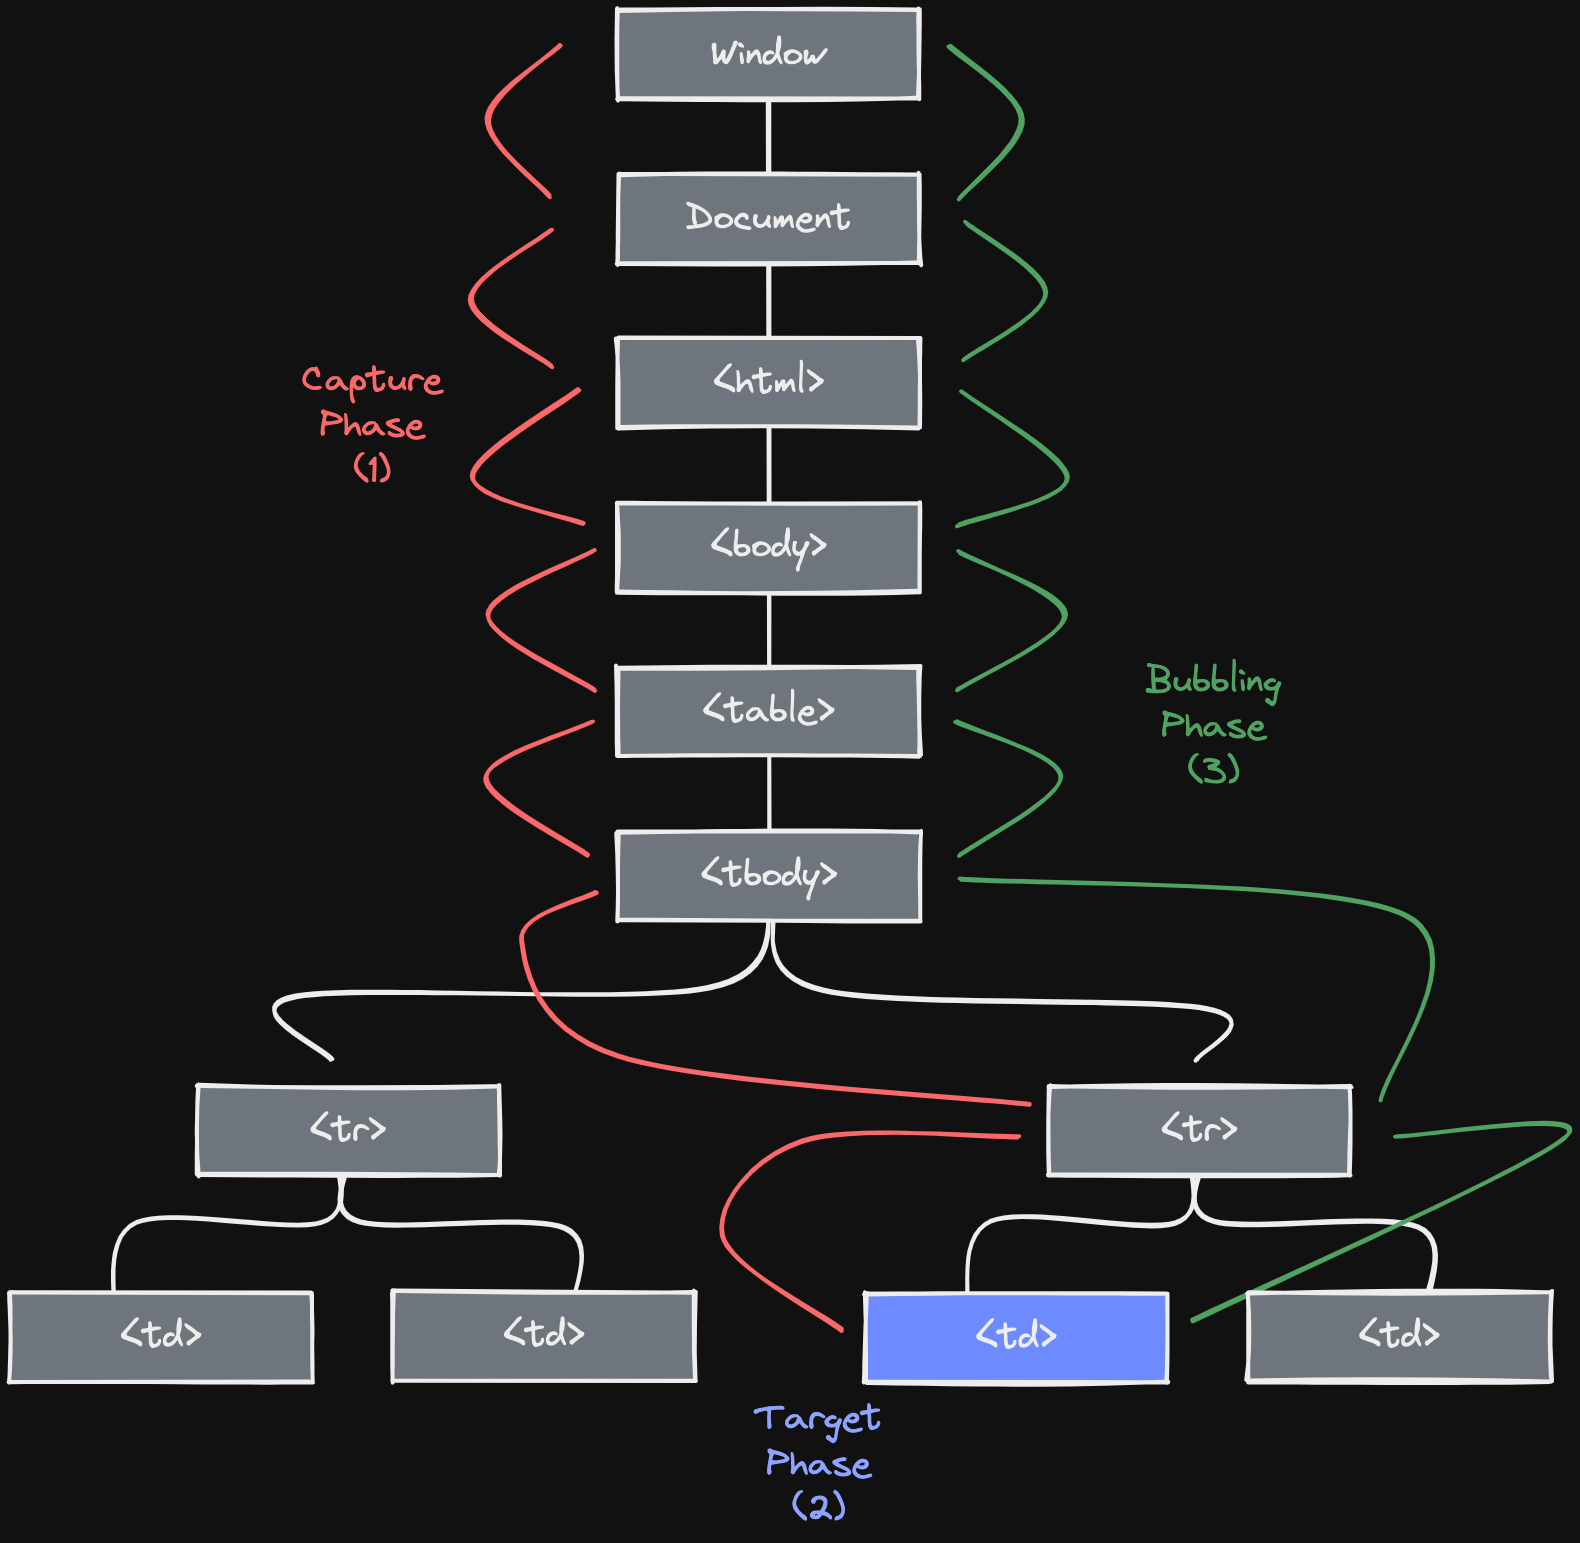 Window
Document
<html>
Capture
Phase
(1)
<body>
<table>
Bubbling
Phase
(3)
<tbody>
<tr>
<tr>
<td>
<td>
<td>
<td>
Target
Phase
(2)